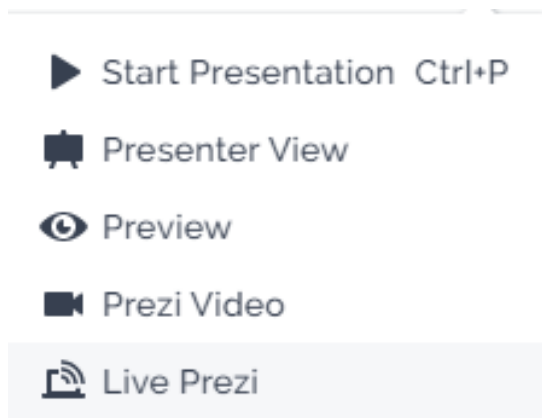 Start Presentation Ctrl+P
Presenter View
Preview
Prezi Video
Live Prezi